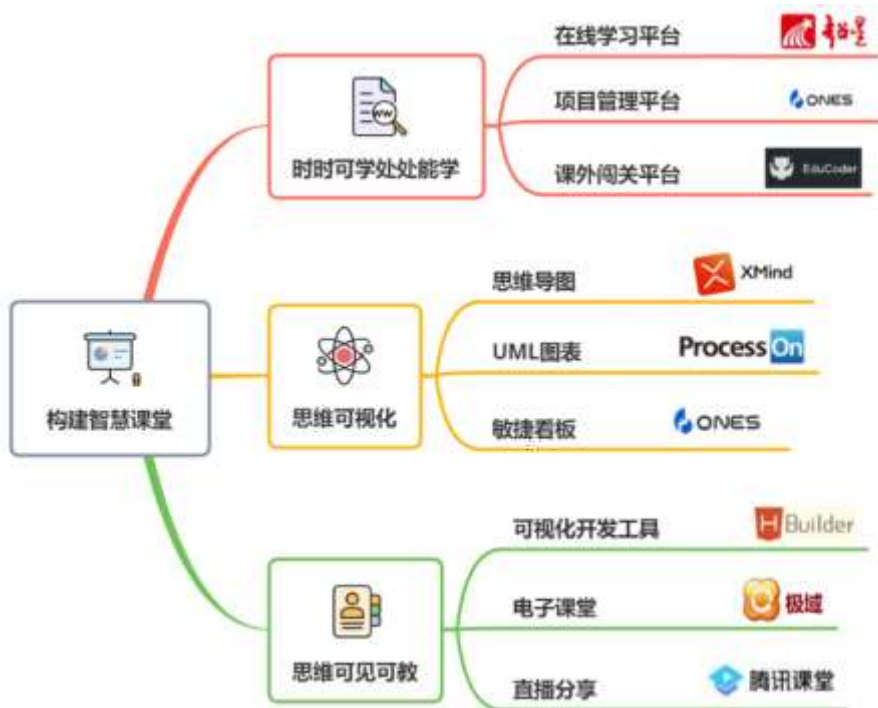 在线学习平台
项目管理平台
ONES
课外闯关平台
EduCoder
时时可学处处能学
思维导图
XMind
UML图表
ProcessOn
敏捷看板
ONES
思维可视化
构建智慧课堂
可视化开发工具
HBuilder
电子课堂
极域
直播分享
腾讯课堂
思维可见可教